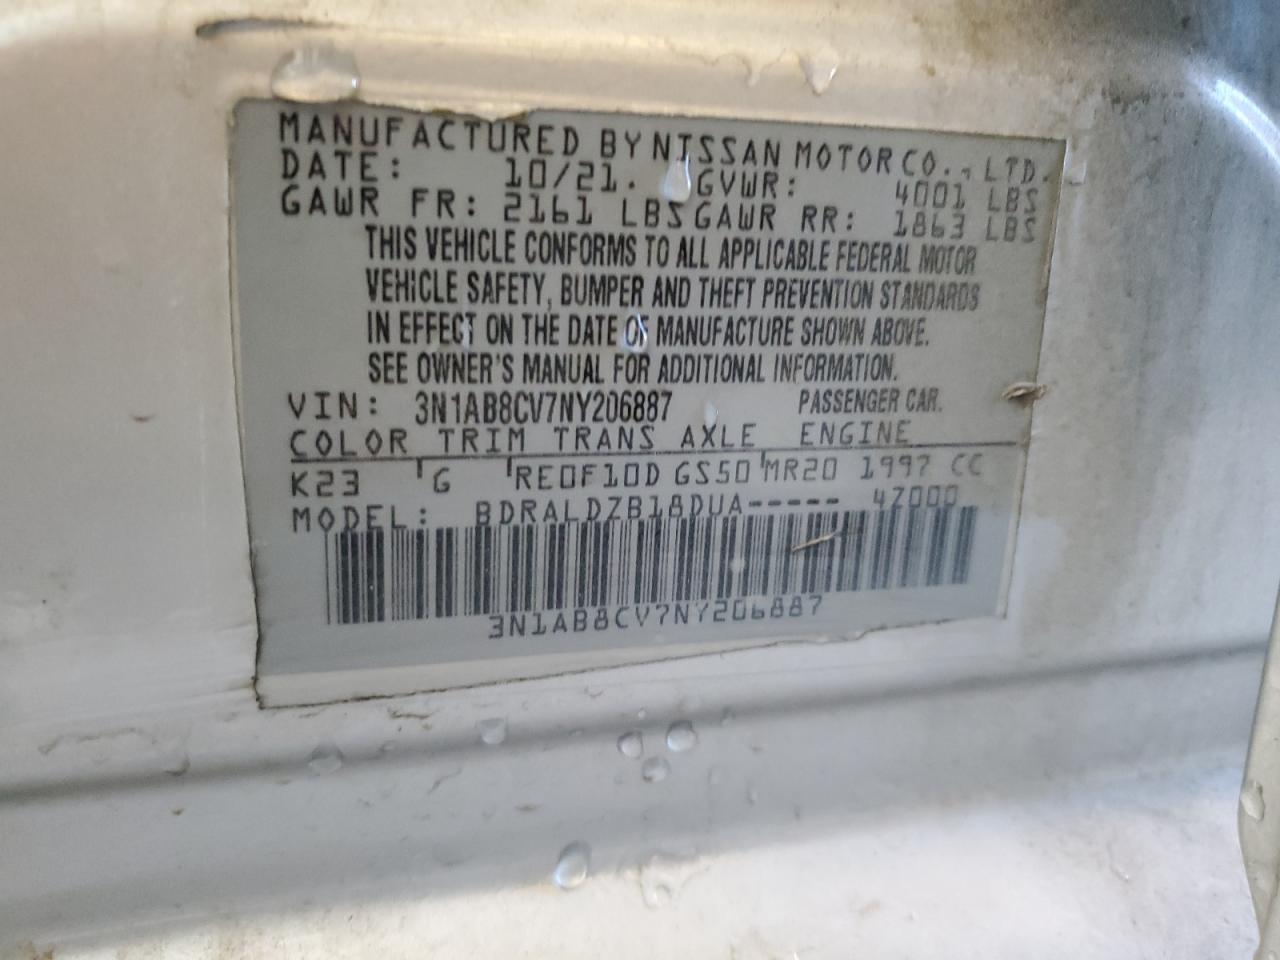 MANUFACTURED BY NISSAN MOTOR CO., LTD.
DATE: 10/21. GVWR: 4001 LBS
GAWR FR: 2161 LBS GAWR RR: 1863 LBS
THIS VEHICLE CONFORMS TO ALL APPLICABLE FEDERAL MOTOR
VEHICLE SAFETY, BUMPER AND THEFT PREVENTION STANDARDS
IN EFFECT ON THE DATE OF MANUFACTURE SHOWN ABOVE.
SEE OWNER'S MANUAL FOR ADDITIONAL INFORMATION.
VIN: 3N1AB8CV7NY206887 PASSENGER CAR.
COLOR TRIM TRANS AXLE ENGINE
K23 G RE0F10D GS50 MR20 1997 CC
MODEL: BDRALDZB18DUA----- 4Z000
3N1AB8CV7NY206887